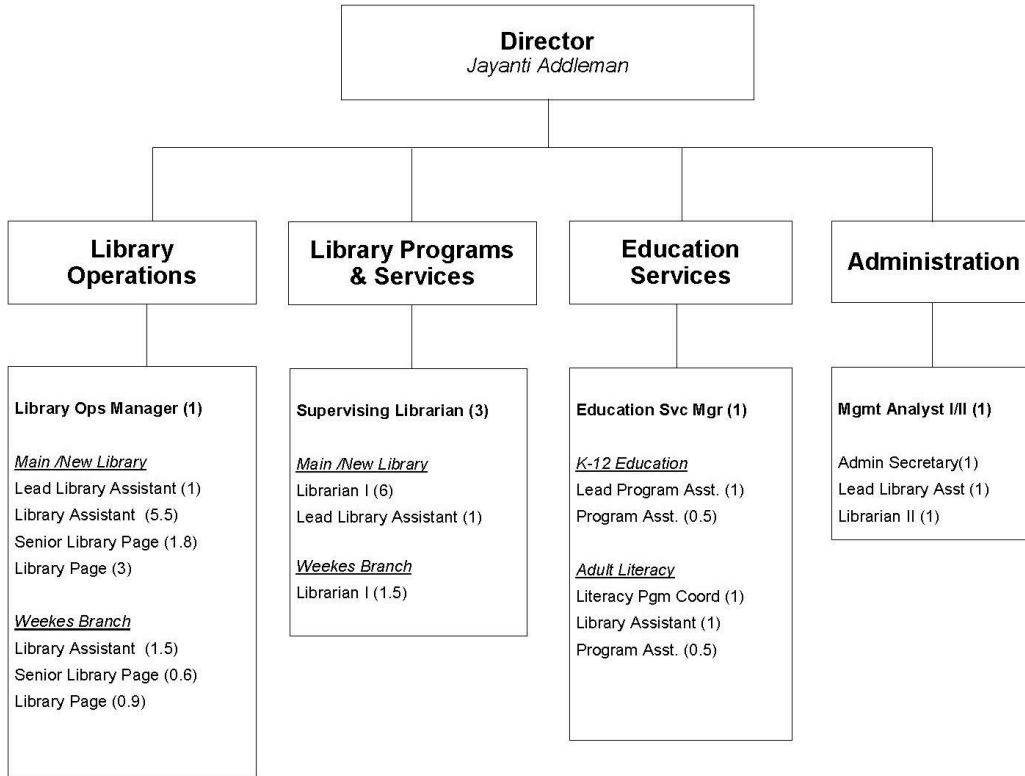 Director
Jayanti Addleman
Library
Operations
Library Ops Manager (1)
Main /New Library
Lead Library Assistant (1)
Library Assistant (5.5)
Senior Library Page (1.8)
Library Page (3)
Weekes Branch
Library Assistant (1.5)
Senior Library Page (0.6)
Library Page (0.9)
Library Programs
& Services
Supervising Librarian (3)
Main /New Library
Librarian I (6)
Lead Library Assistant (1)
Weekes Branch
Librarian I (1.5)
Education
Services
Education Svc Mgr (1)
K-12 Education
Lead Program Asst. (1)
Program Asst. (0.5)
Adult Literacy
Literacy Pgm Coord (1)
Library Assistant (1)
Program Asst. (0.5)
Administration
Mgmt Analyst I/II (1)
Admin Secretary(1)
Lead Library Asst (1)
Librarian II (1)